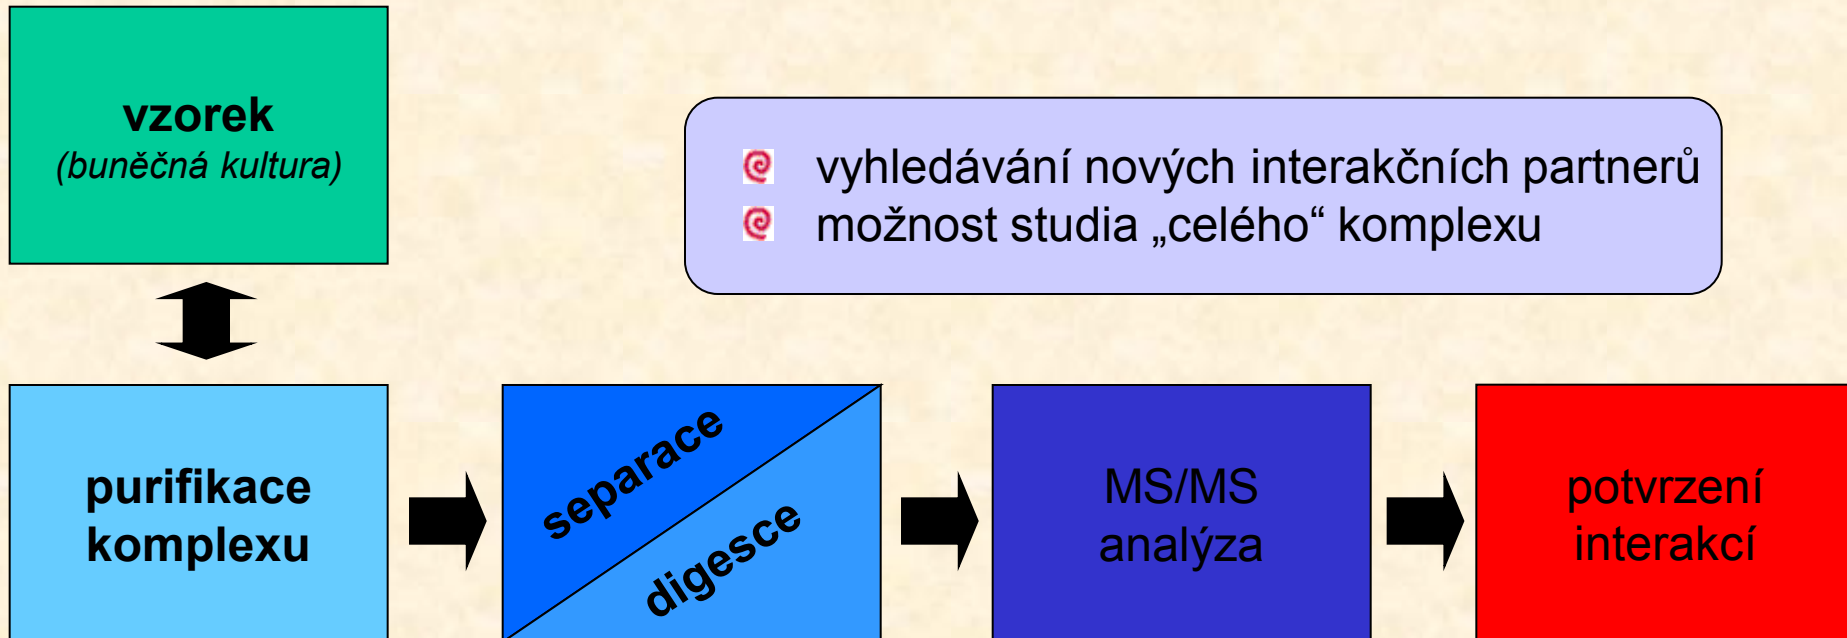 vzorek
(buněčná kultura)
vyhledávání nových interakčních partnerů
možnost studia „celého“ komplexu
purifikace
komplexu
separace
digesce
MS/MS
analýza
potvrzení
interakcí